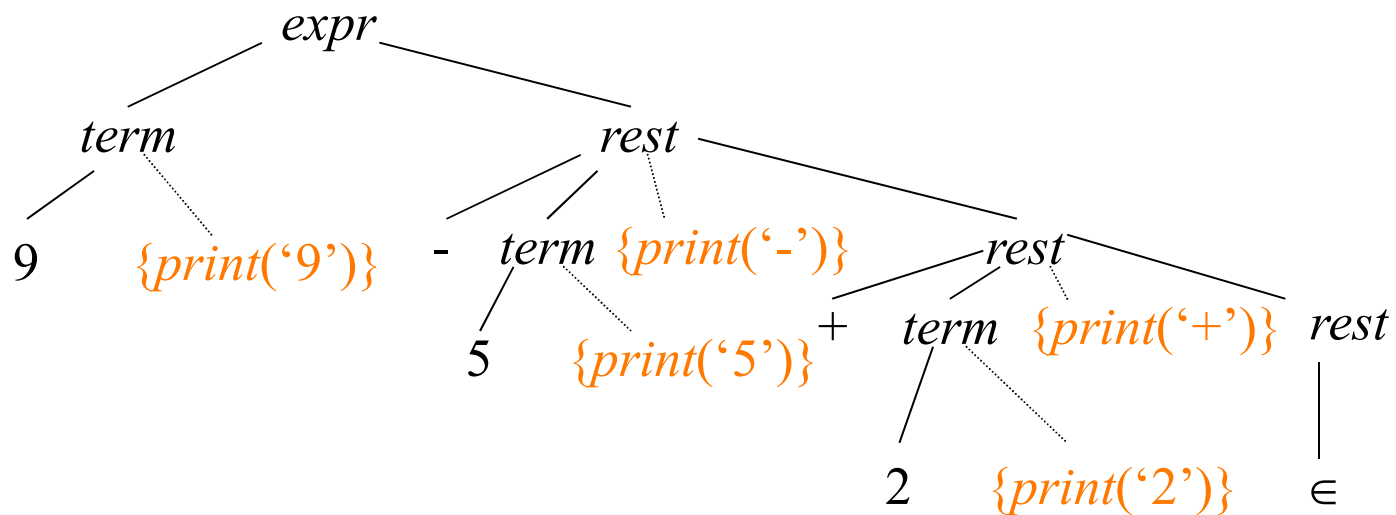 expr
term rest
9 {print(‘9’)} - term {print(‘-’)} rest
5 {print(‘5’)} + term {print(‘+’)} rest
2 {print(‘2’)} ∈